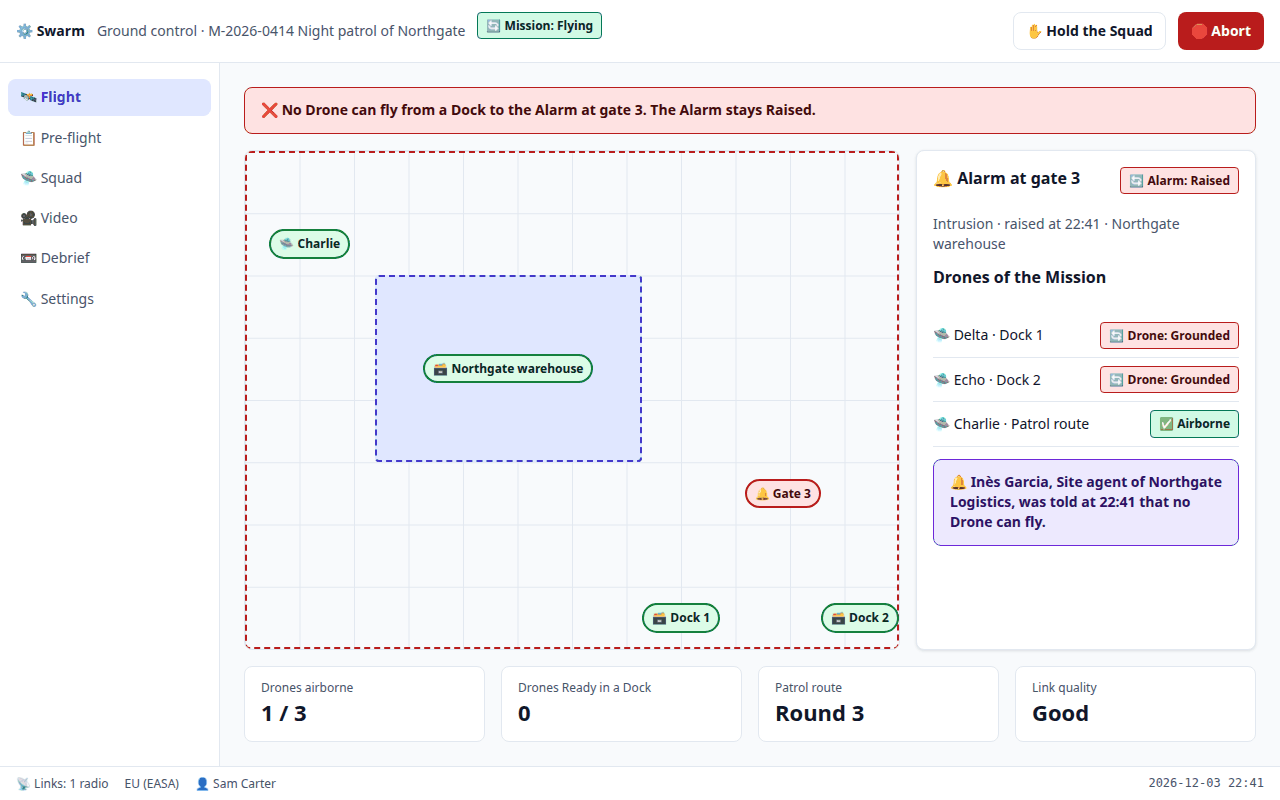 Swarm
Ground control · M-2026-0414 Night patrol of Northgate
Mission: Flying
Hold the Squad
Abort
Flight
Pre-flight
Squad
Video
Debrief
Settings
No Drone can fly from a Dock to the Alarm at gate 3. The Alarm stays Raised.
Charlie
Northgate warehouse
Gate 3
Dock 1
Dock 2
Alarm at gate 3
Alarm: Raised
Intrusion · raised at 22:41 · Northgate
warehouse
Drones of the Mission
Delta · Dock 1
Drone: Grounded
Echo · Dock 2
Drone: Grounded
Charlie · Patrol route
Airborne
Inès Garcia, Site agent of Northgate
Logistics, was told at 22:41 that no
Drone can fly.
Drones airborne
1 / 3
Drones Ready in a Dock
0
Patrol route
Round 3
Link quality
Good
Links: 1 radio
EU (EASA)
Sam Carter
2026-12-03 22:41